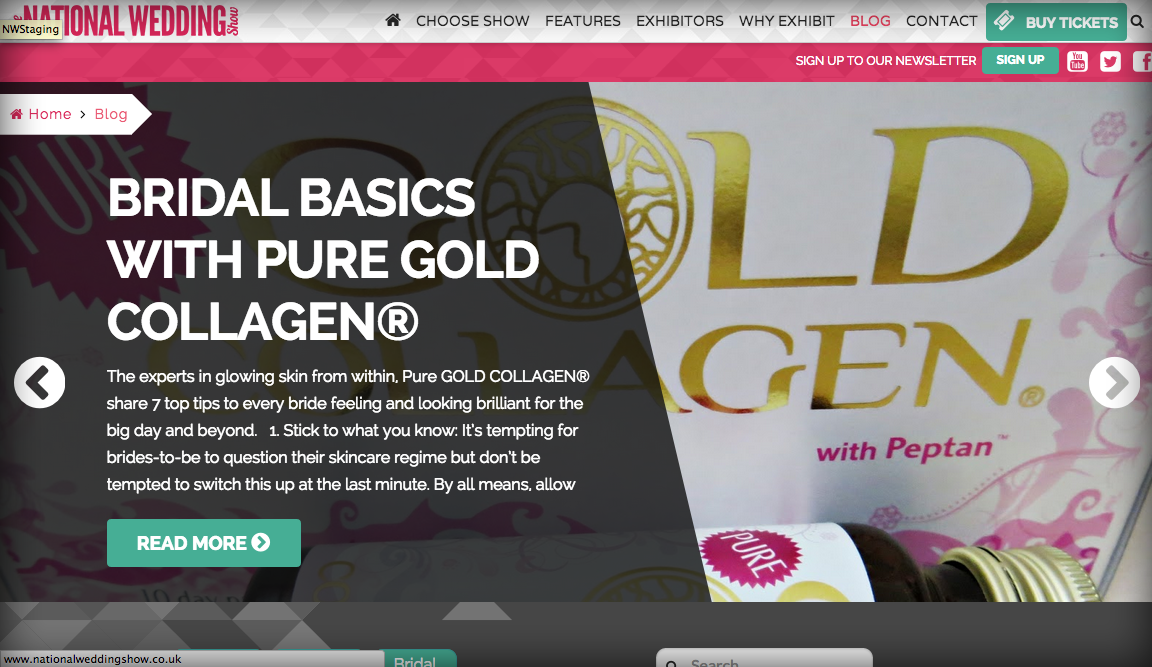 NATIONAL WEDDING Show
NWStaging
CHOOSE SHOW FEATURES EXHIBITORS WHY EXHIBIT BLOG CONTACT BUY TICKETS
SIGN UP TO OUR NEWSLETTER SIGN UP You Tube
Home > Blog
PURE
GOLD
COLLAGEN®
with Peptan™
BRIDAL BASICS
WITH PURE GOLD
COLLAGEN®
The experts in glowing skin from within, Pure GOLD COLLAGEN®
share 7 top tips to every bride feeling and looking brilliant for the
big day and beyond. 1. Stick to what you know: It's tempting for
brides-to-be to question their skincare regime but don't be
tempted to switch this up at the last minute. By all means, allow
READ MORE
PURE
10 day
www.nationalweddingshow.co.uk
Bridal
Search